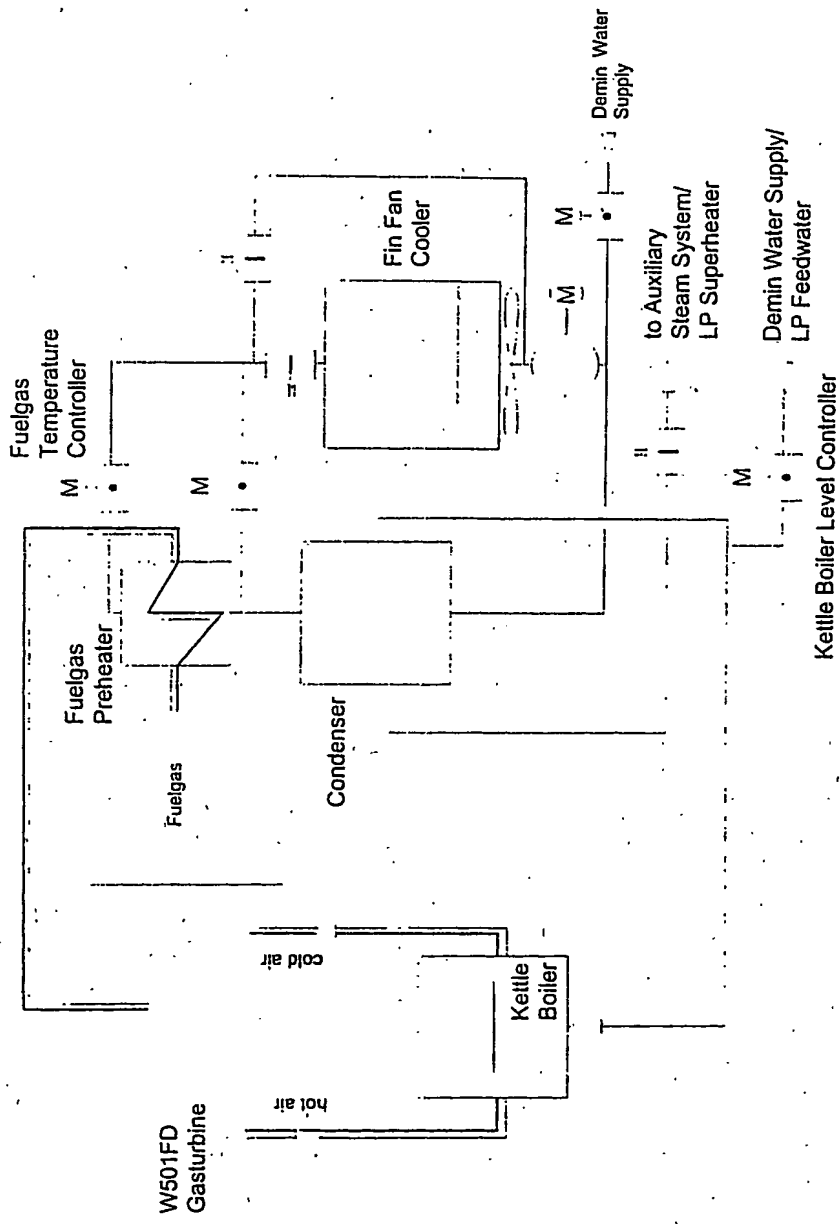 W501FD
Gasturbine
hot air
cold air
Kettle
Boiler
Fuelgas
Fuelgas
Preheater
Condenser
Fuelgas
Temperature
Controller
M
M
Fin Fan
Cooler
M
M
Demin Water
Supply
to Auxiliary
Steam System/
LP Superheater
M
Demin Water Supply/
LP Feedwater
Kettle Boiler Level Controller